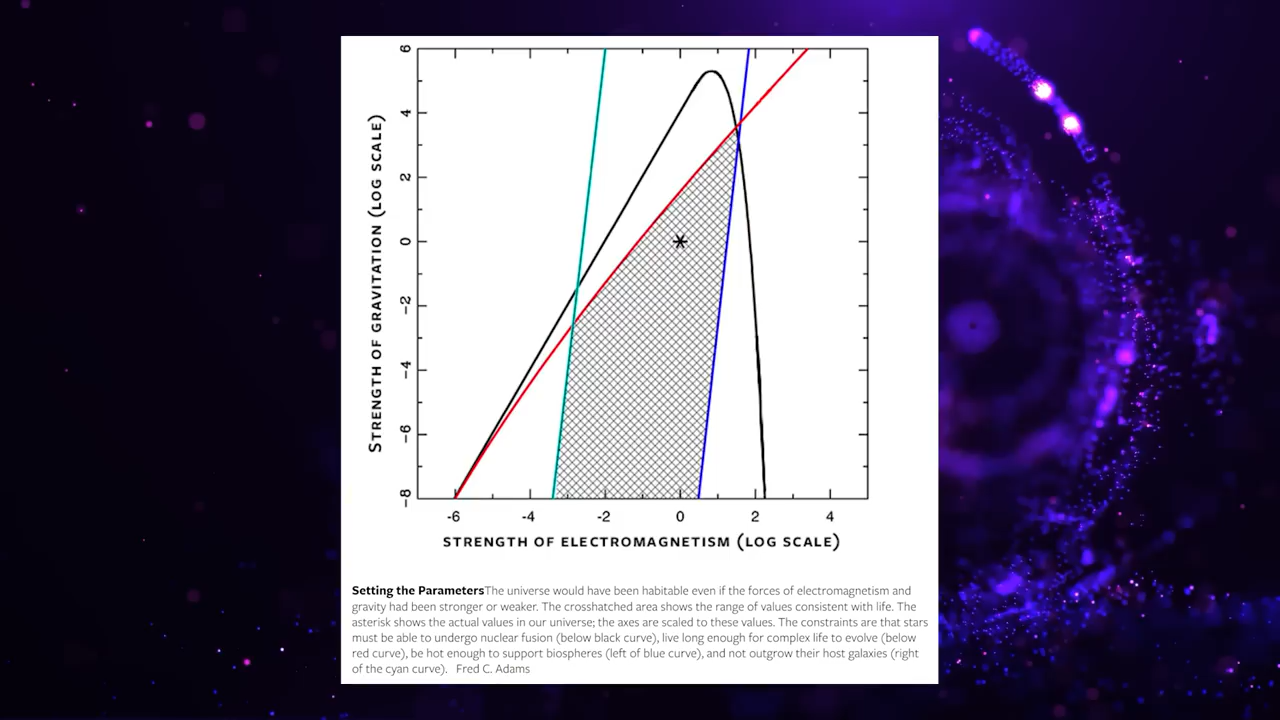 6
4
2
0
-2
-4
-6
-8
STRENGTH OF GRAVITATION (LOG SCALE)
-6 -4 -2 0 2 4
STRENGTH OF ELECTROMAGNETISM (LOG SCALE)
Setting the ParametersThe universe would have been habitable even if the forces of electromagnetism and
gravity had been stronger or weaker. The crosshatched area shows the range of values consistent with life. The
asterisk shows the actual values in our universe; the axes are scaled to these values. The constraints are that stars
must be able to undergo nuclear fusion (below black curve), live long enough for complex life to evolve (below
red curve), be hot enough to support biospheres (left of blue curve), and not outgrow their host galaxies (right
of the cyan curve). Fred C. Adams